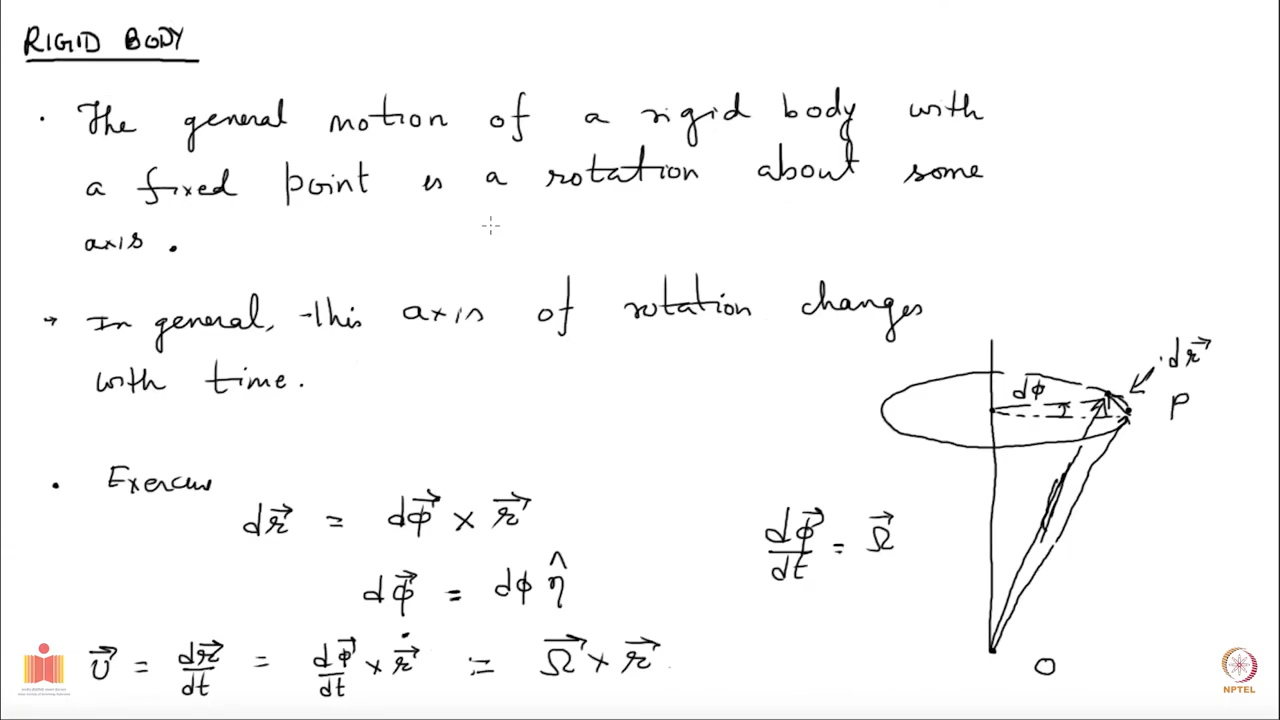 RIGID BODY
• The general motion of a rigid body with
a fixed point is a rotation about some
axis.
→ In general, this axis of rotation changes
with time.
dr⃗
dφ
P
• Exercise
dr⃗ = dφ⃗ × r⃗
dφ⃗/dt = Ω⃗
dφ⃗ = dφ η̂
υ⃗ = dr⃗/dt = dφ⃗/dt × r⃗ := Ω⃗ × r⃗
O
NPTEL